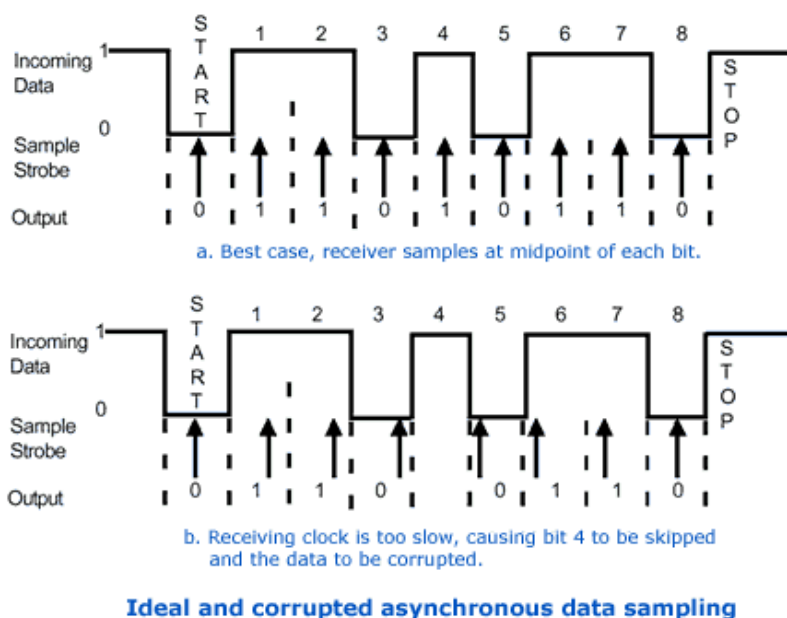 START 1 2 3 4 5 6 7 8 STOP
Incoming Data 1
0
Sample Strobe
Output 0 1 1 0 1 0 1 1 0
a. Best case, receiver samples at midpoint of each bit.
START 1 2 3 4 5 6 7 8 STOP
Incoming Data 1
0
Sample Strobe
Output 0 1 1 0 0 1 1 0
b. Receiving clock is too slow, causing bit 4 to be skipped
and the data to be corrupted.
Ideal and corrupted asynchronous data sampling